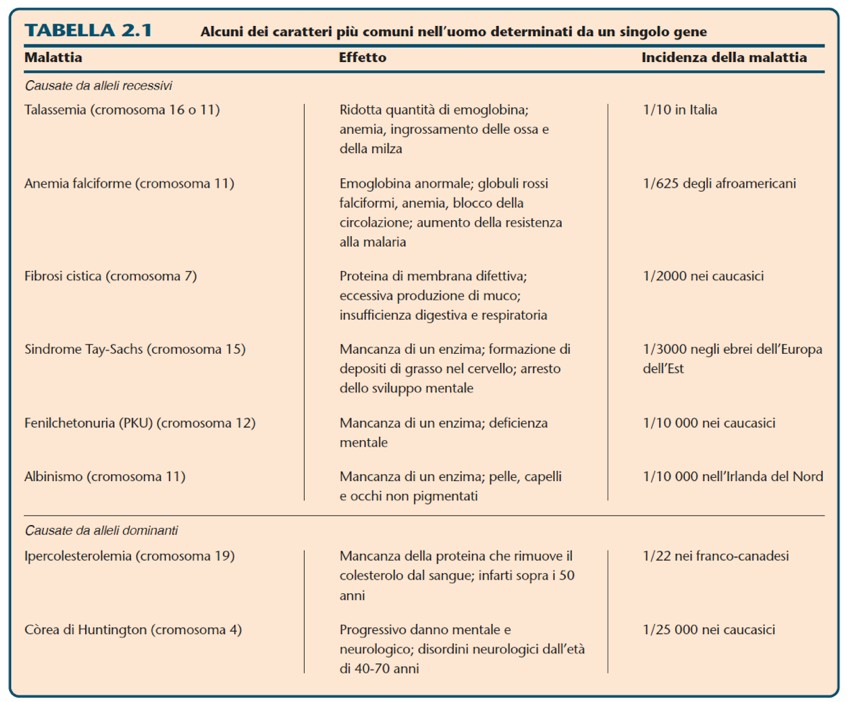 TABELLA 2.1 Alcuni dei caratteri più comuni nell'uomo determinati da un singolo gene
Malattia Effetto Incidenza della malattia
Causate da alleli recessivi
Talassemia (cromosoma 16 o 11) Ridotta quantità di emoglobina; 1/10 in Italia
anemia, ingrossamento delle ossa e
della milza
Anemia falciforme (cromosoma 11) Emoglobina anormale; globuli rossi 1/625 degli afroamericani
falciformi, anemia, blocco della
circolazione; aumento della resistenza
alla malaria
Fibrosi cistica (cromosoma 7) Proteina di membrana difettiva; 1/2000 nei caucasici
eccessiva produzione di muco;
insufficienza digestiva e respiratoria
Sindrome Tay-Sachs (cromosoma 15) Mancanza di un enzima; formazione di 1/3000 negli ebrei dell'Europa
depositi di grasso nel cervello; arresto dell'Est
dello sviluppo mentale
Fenilchetonuria (PKU) (cromosoma 12) Mancanza di un enzima; deficienza 1/10 000 nei caucasici
mentale
Albinismo (cromosoma 11) Mancanza di un enzima; pelle, capelli 1/10 000 nell'Irlanda del Nord
e occhi non pigmentati
Causate da alleli dominanti
Ipercolesterolemia (cromosoma 19) Mancanza della proteina che rimuove il 1/22 nei franco-canadesi
colesterolo dal sangue; infarti sopra i 50
anni
Còrea di Huntington (cromosoma 4) Progressivo danno mentale e 1/25 000 nei caucasici
neurologico; disordini neurologici dall'età
di 40-70 anni